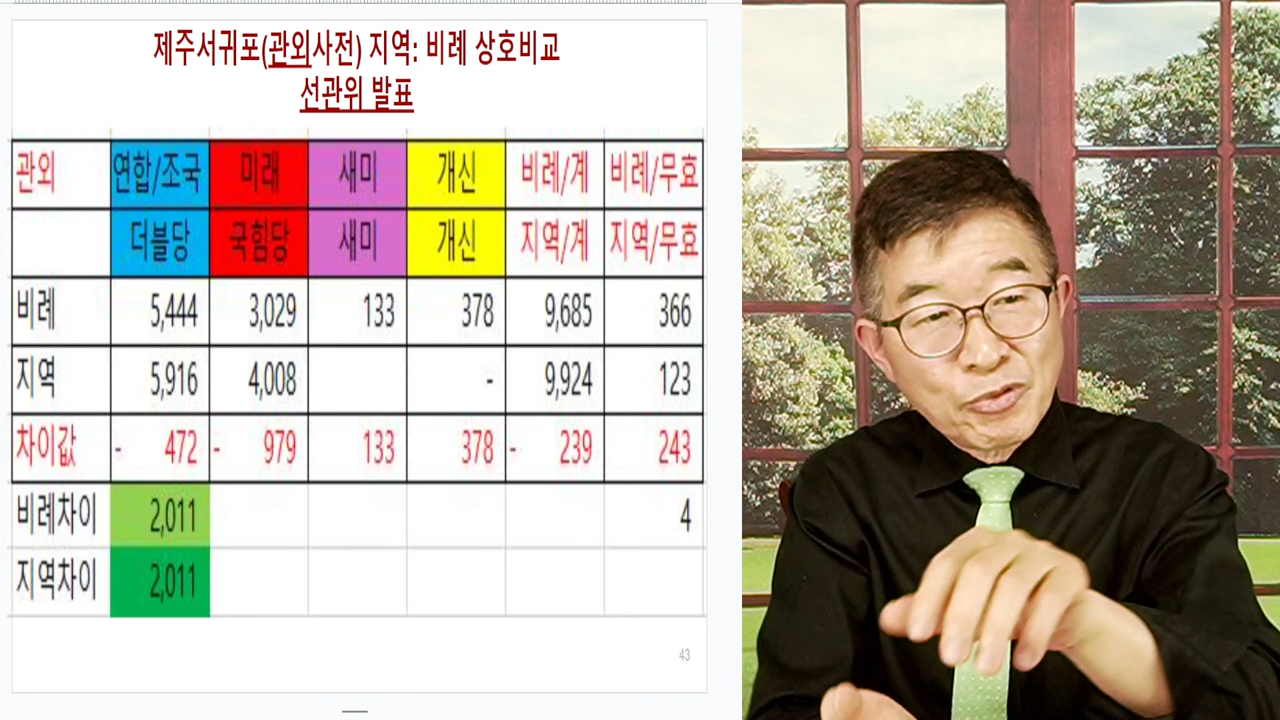 제주서귀포(관외사전) 지역: 비례 상호비교
선관위 발표
관외 연합/조국 미래 새미 개신 비례/계 비례/무효
더블당 국힘당 새미 개신 지역/계 지역/무효
비례 5,444 3,029 133 378 9,685 366
지역 5,916 4,008 - 9,924 123
차이값 - 472 - 979 133 378 - 239 243
비례차이 2,011 4
지역차이 2,011
43